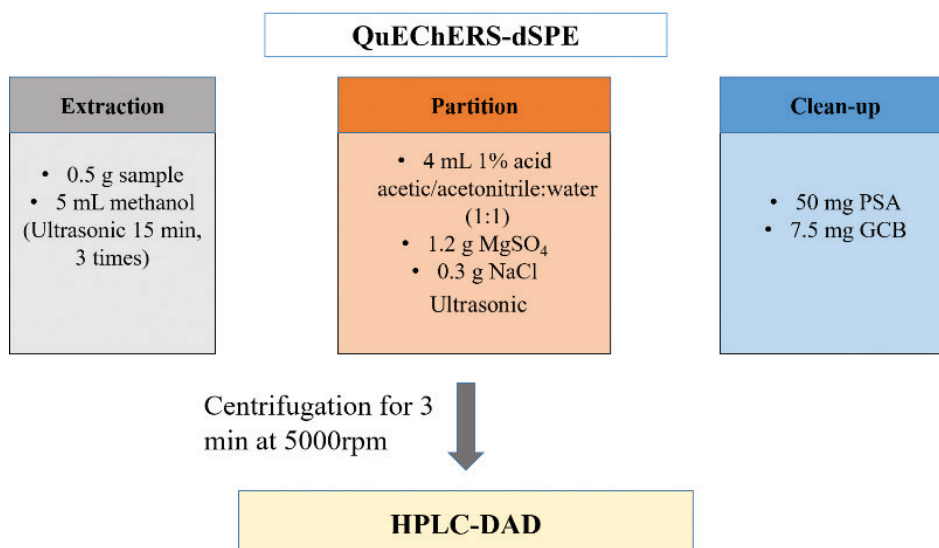 QuEChERS-dSPE
Extraction
• 0.5 g sample
• 5 mL methanol
(Ultrasonic 15 min,
3 times)
Partition
• 4 mL 1% acid
acetic/acetonitrile:water
(1:1)
• 1.2 g MgSO₄
• 0.3 g NaCl
Ultrasonic
Clean-up
• 50 mg PSA
• 7.5 mg GCB
Centrifugation for 3
min at 5000rpm
HPLC-DAD